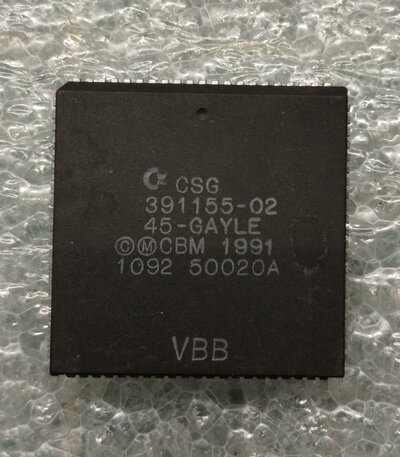 CSG
391155-02
45-GAYLE
©ⓂCBM 1991
1092 50020A
VBB